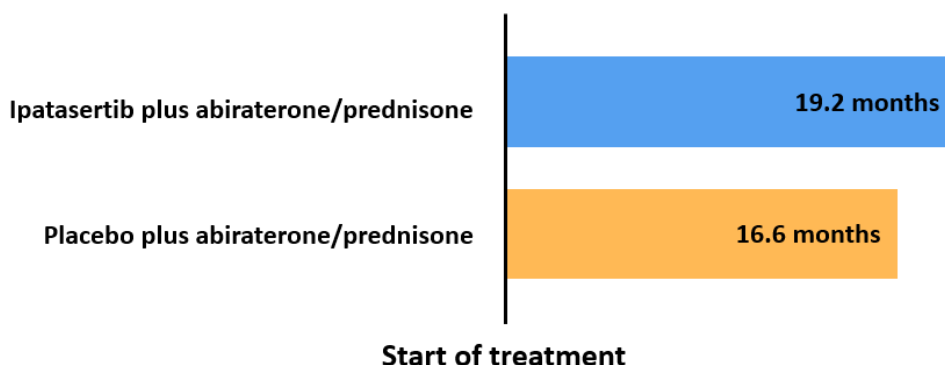 Ipatasertib plus abiraterone/prednisone
19.2 months
Placebo plus abiraterone/prednisone
16.6 months
Start of treatment